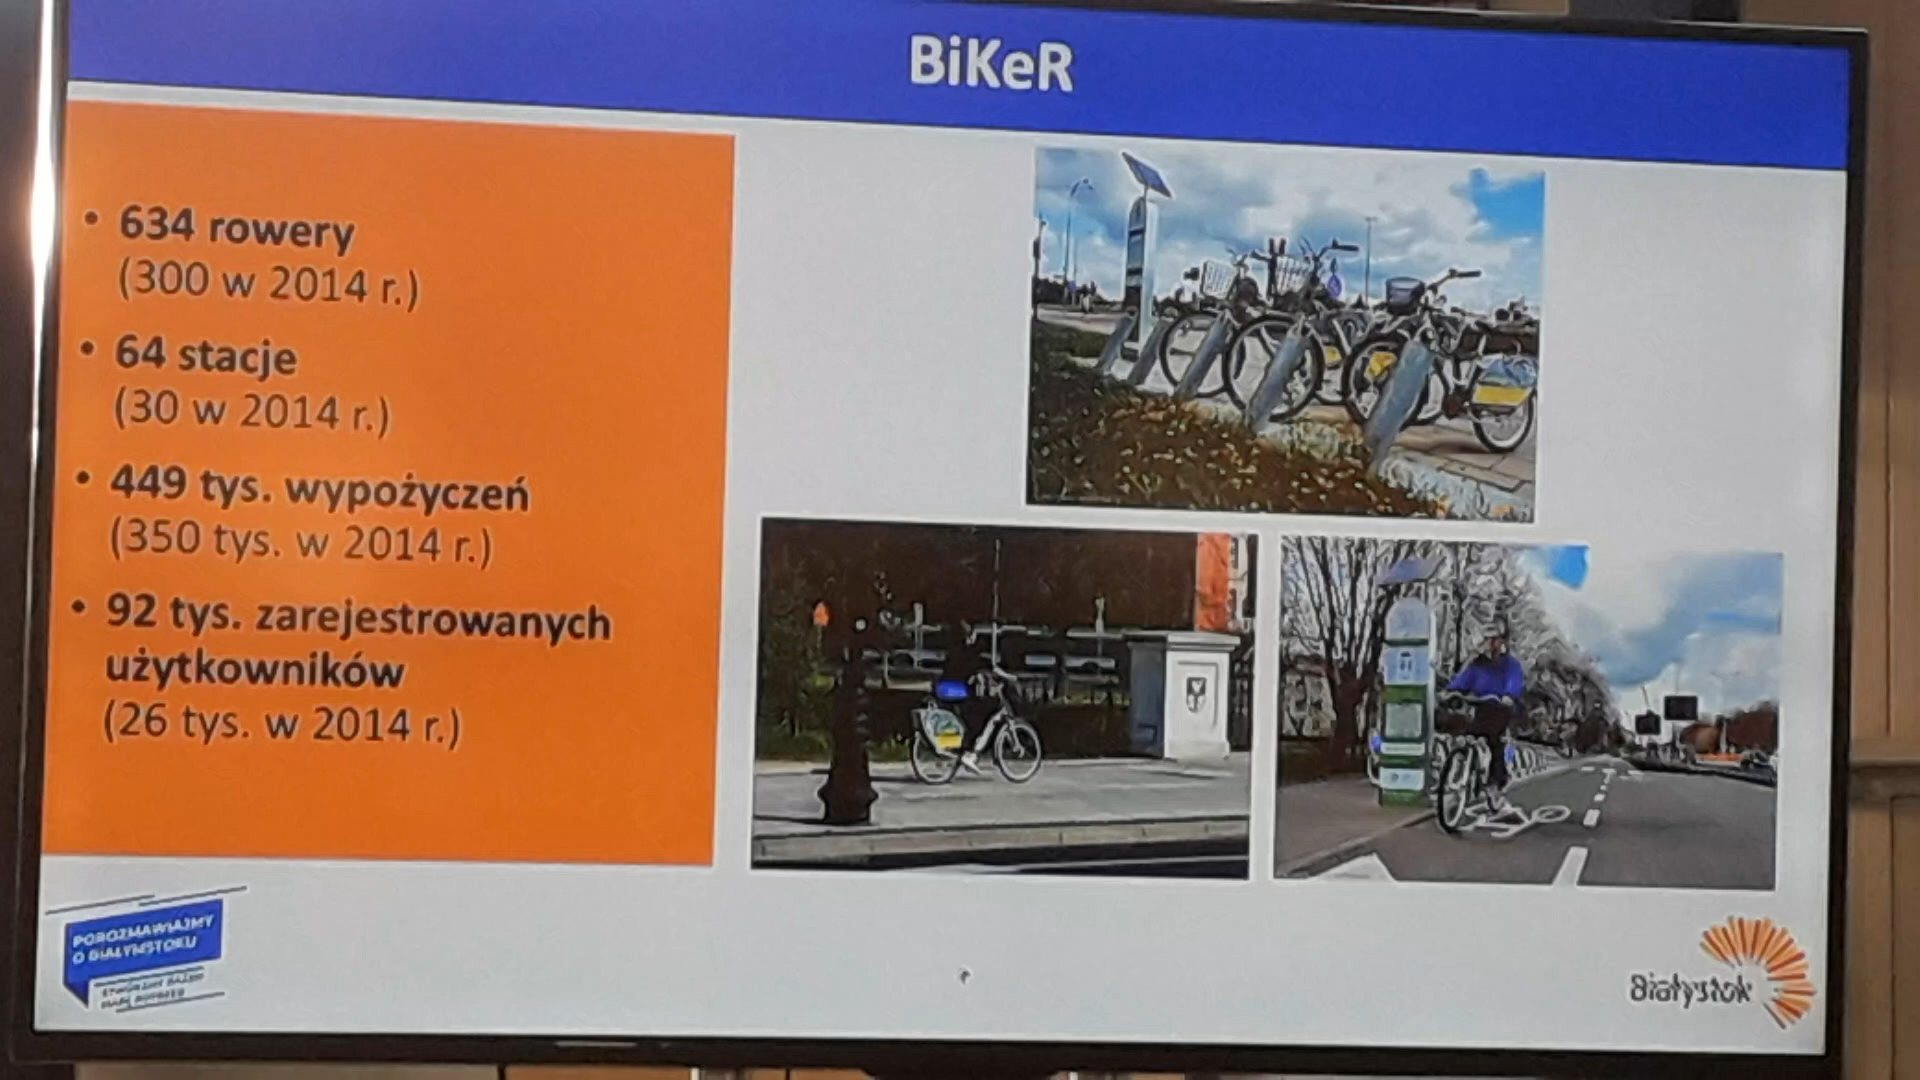 BiKeR
• 634 rowery
(300 w 2014 r.)
• 64 stacje
(30 w 2014 r.)
• 449 tys. wypożyczeń
(350 tys. w 2014 r.)
• 92 tys. zarejestrowanych
użytkowników
(26 tys. w 2014 r.)
POROZMAWIAJMY
O BIAŁYMSTOKU
Białystok